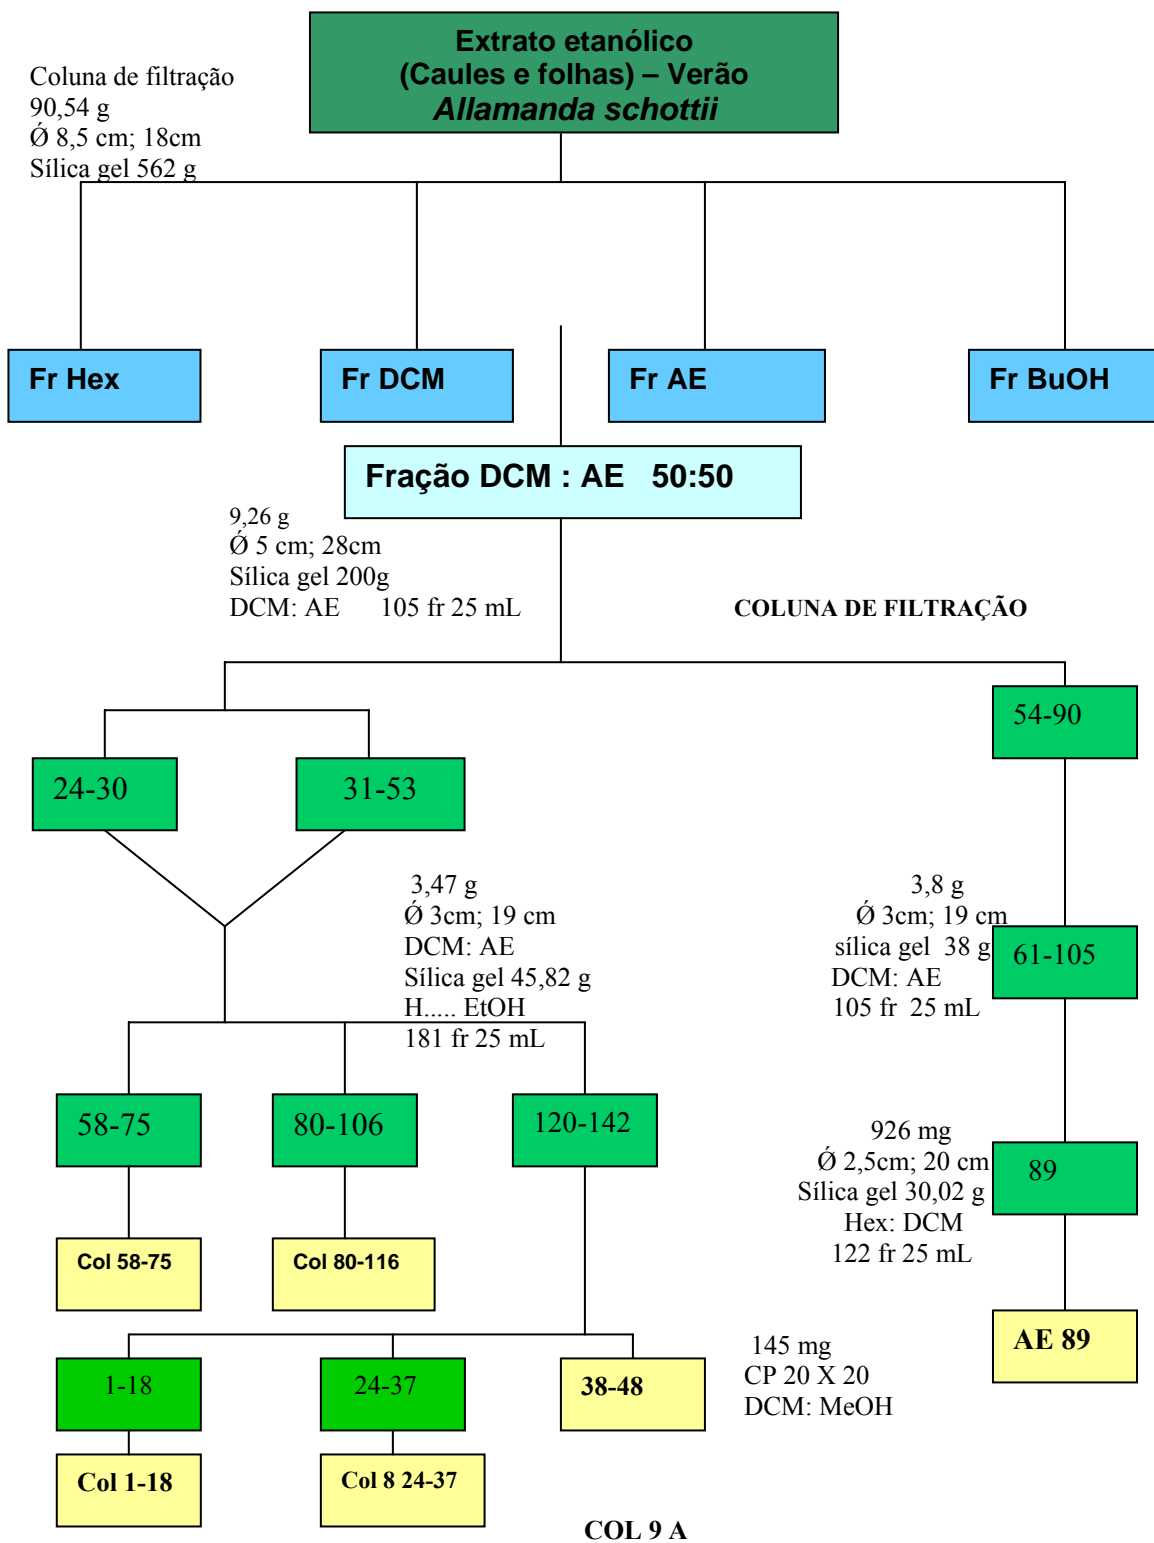 Extrato etanólico
(Caules e folhas) – Verão
Allamanda schottii
Coluna de filtração
90,54 g
Ǿ 8,5 cm; 18cm
Sílica gel 562 g
Fr Hex
Fr DCM
Fr AE
Fr BuOH
Fração DCM : AE 50:50
9,26 g
Ǿ 5 cm; 28cm
Sílica gel 200g
DCM: AE 105 fr 25 mL
COLUNA DE FILTRAÇÃO
54-90
24-30
31-53
3,47 g
Ǿ 3cm; 19 cm
DCM: AE
Sílica gel 45,82 g
H..... EtOH
181 fr 25 mL
3,8 g
Ǿ 3cm; 19 cm
sílica gel 38 g
DCM: AE
105 fr 25 mL
61-105
58-75
80-106
120-142
926 mg
Ǿ 2,5cm; 20 cm
Sílica gel 30,02 g
Hex: DCM
122 fr 25 mL
89
Col 58-75
Col 80-116
AE 89
1-18
24-37
38-48
145 mg
CP 20 X 20
DCM: MeOH
Col 1-18
Col 8 24-37
COL 9 A